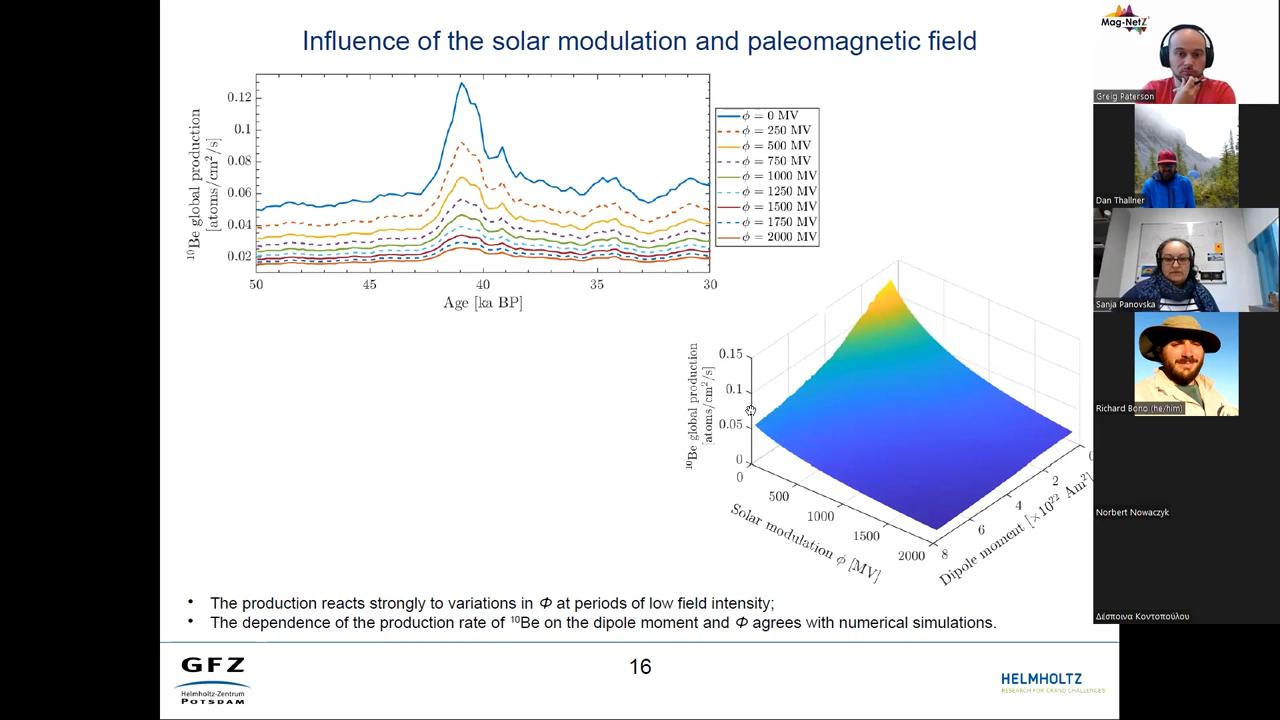 Influence of the solar modulation and paleomagnetic field
¹⁰Be global production
[atoms/cm²/s]
0.12
0.1
0.08
0.06
0.04
0.02
50
45
40
35
30
Age [ka BP]
ϕ = 0 MV
ϕ = 250 MV
ϕ = 500 MV
ϕ = 750 MV
ϕ = 1000 MV
ϕ = 1250 MV
ϕ = 1500 MV
ϕ = 1750 MV
ϕ = 2000 MV
¹⁰Be global production
[atoms/cm²/s]
0.15
0.1
0.05
0
0
500
1000
1500
2000
Solar modulation ϕ [MV]
8
6
4
2
Dipole moment [×10²² Am²]
• The production reacts strongly to variations in Φ at periods of low field intensity;
• The dependence of the production rate of ¹⁰Be on the dipole moment and Φ agrees with numerical simulations.
GFZ
Helmholtz-Zentrum
POTSDAM
16
HELMHOLTZ
RESEARCH FOR GRAND CHALLENGES
Mag-NetZ
Greig Paterson
Dan Thallner
Sanja Panovska
Richard Bono (he/him)
Norbert Nowaczyk
Δέσποινα Κοντοπούλου